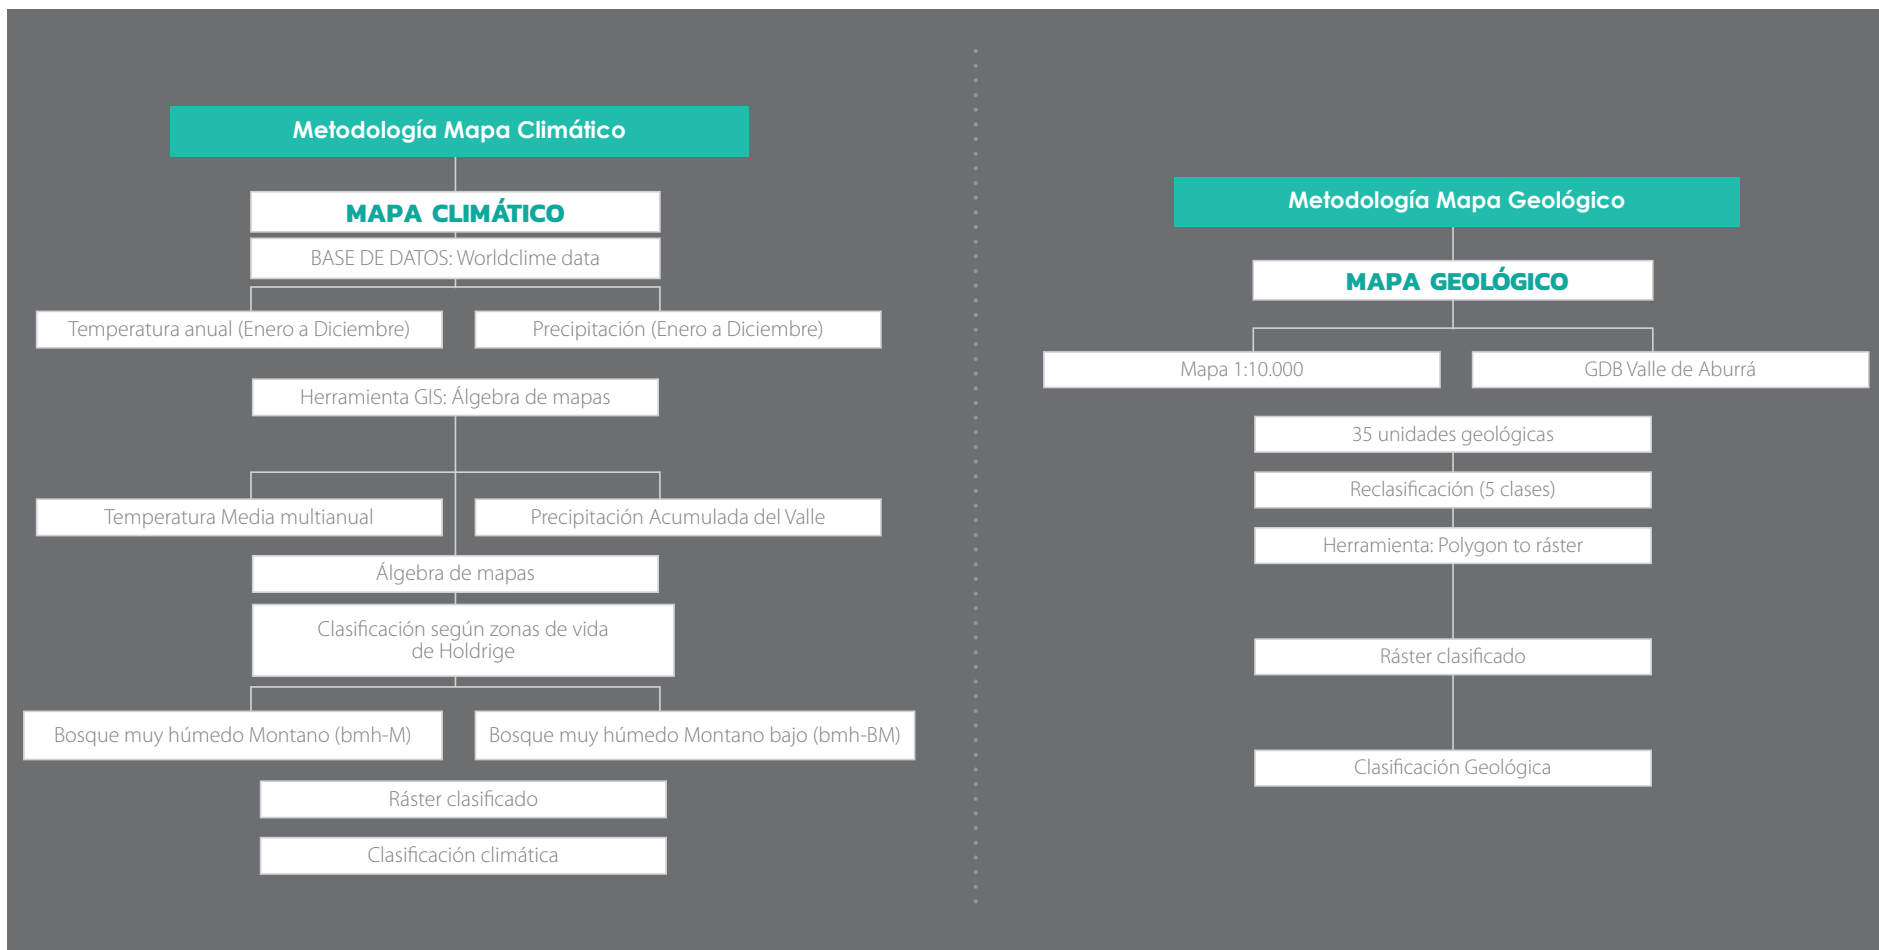 Metodología Mapa Climático
MAPA CLIMÁTICO
BASE DE DATOS: Worldclime data
Temperatura anual (Enero a Diciembre)
Precipitación (Enero a Diciembre)
Herramienta GIS: Álgebra de mapas
Temperatura Media multianual
Precipitación Acumulada del Valle
Álgebra de mapas
Clasificación según zonas de vida
de Holdrige
Bosque muy húmedo Montano (bmh-M)
Bosque muy húmedo Montano bajo (bmh-BM)
Ráster clasificado
Clasificación climática
Metodología Mapa Geológico
MAPA GEOLÓGICO
Mapa 1:10.000
GDB Valle de Aburrá
35 unidades geológicas
Reclasificación (5 clases)
Herramienta: Polygon to ráster
Ráster clasificado
Clasificación Geológica